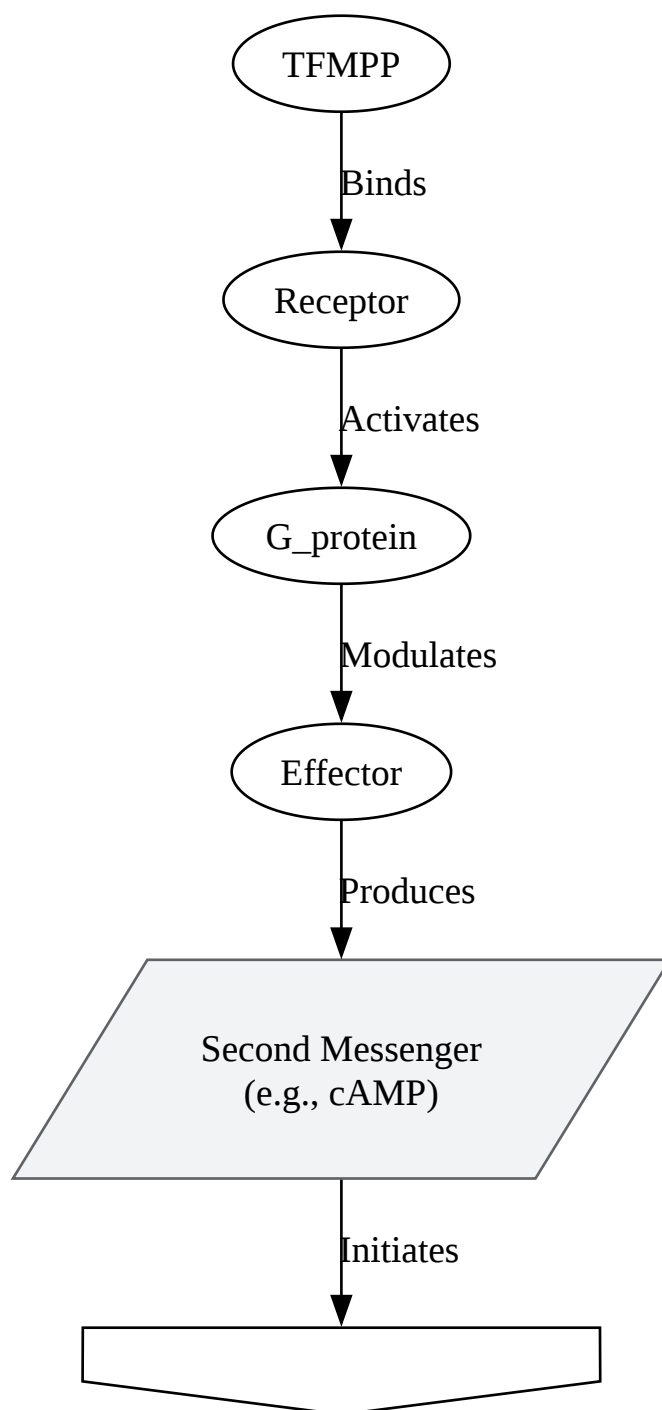 TFMPP
Binds
Receptor
Activates
G_protein
Modulates
Effector
Produces
Second Messenger
(e.g., cAMP)
Initiates